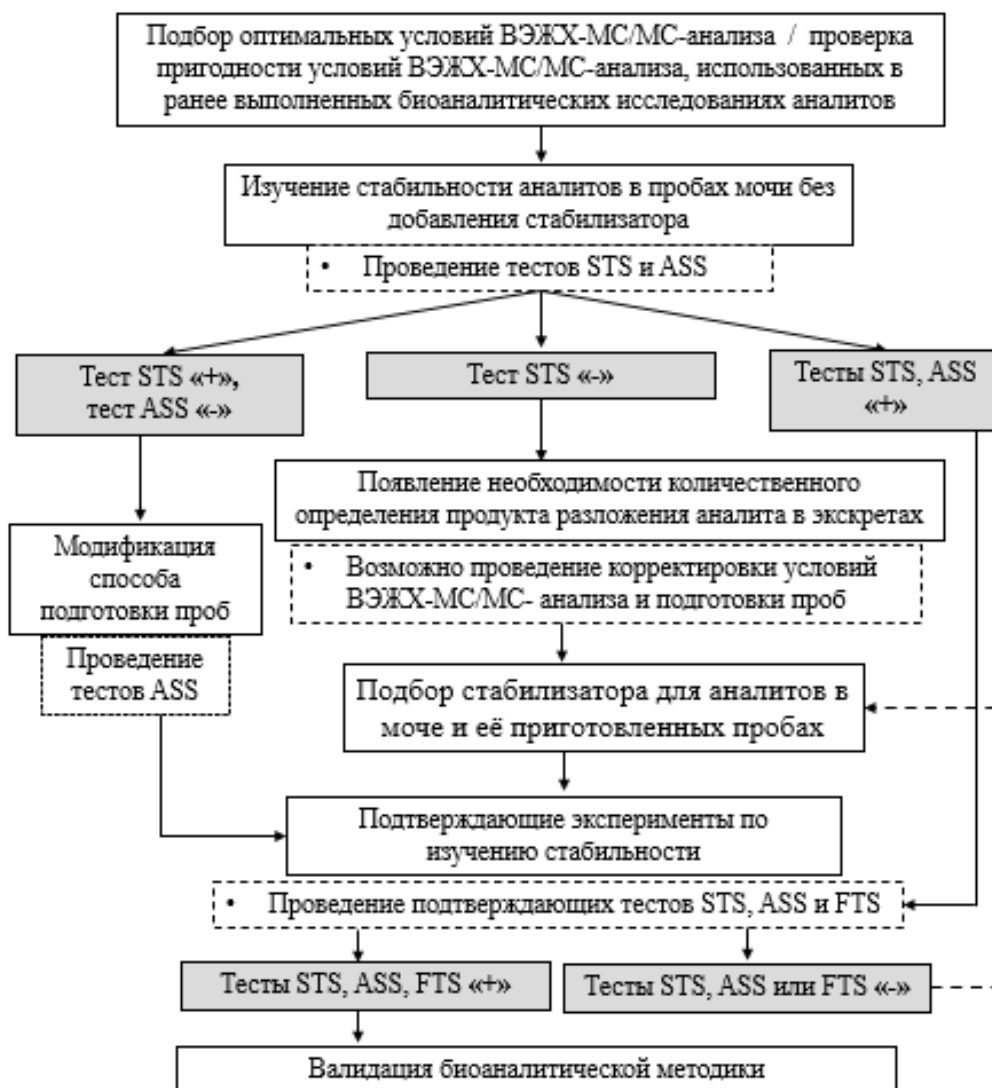 Подбор оптимальных условий ВЭЖХ-МС/МС-анализа / проверка
пригодности условий ВЭЖХ-МС/МС-анализа, использованных в
ранее выполненных биоаналитических исследованиях аналитов
Изучение стабильности аналитов в пробах мочи без
добавления стабилизатора
• Проведение тестов STS и ASS
Тест STS «+»,
тест ASS «-»
Тест STS «-»
Тесты STS, ASS
«+»
Появление необходимости количественного
определения продукта разложения аналита в экскретах
• Возможно проведение корректировки условий
ВЭЖХ-МС/МС- анализа и подготовки проб
Модификация
способа
подготовки проб
Проведение
тестов ASS
Подбор стабилизатора для аналитов в
моче и её приготовленных пробах
Подтверждающие эксперименты по
изучению стабильности
• Проведение подтверждающих тестов STS, ASS и FTS
Тесты STS, ASS, FTS «+»
Тесты STS, ASS или FTS «-»
Валидация биоаналитической методики